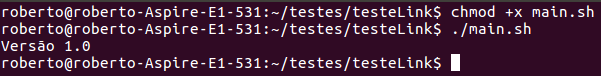 roberto@roberto-Aspire-E1-531:~/testes/testeLink$ chmod +x main.sh
roberto@roberto-Aspire-E1-531:~/testes/testeLink$ ./main.sh
Versão 1.0
roberto@roberto-Aspire-E1-531:~/testes/testeLink$